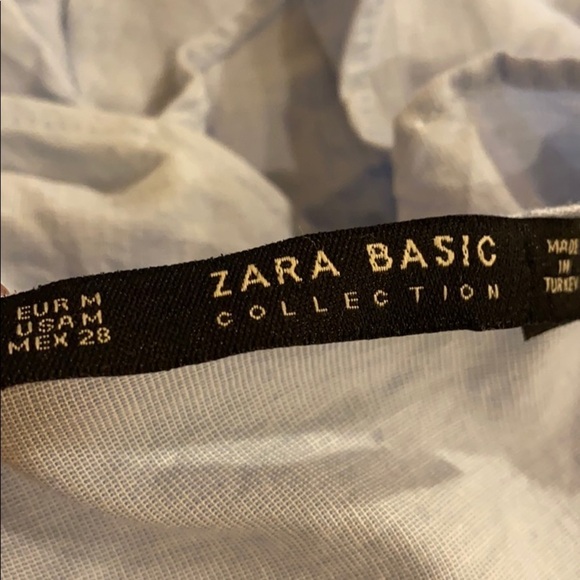 EUR M
USA M
MEX 28
ZARA BASIC
COLLECTION
MADE
IN
TURKEY